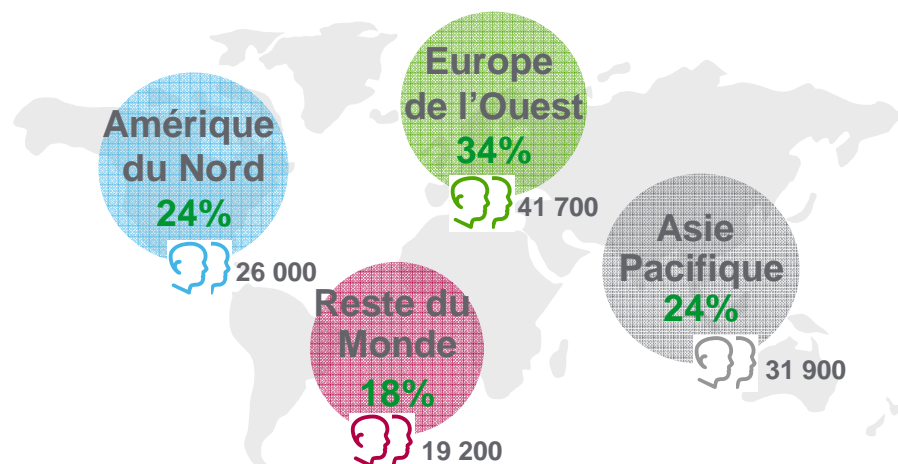 Europe
de l'Ouest
34%
41 700
Amérique
du Nord
24%
26 000
Asie
Pacifique
24%
31 900
Reste du
Monde
18%
19 200